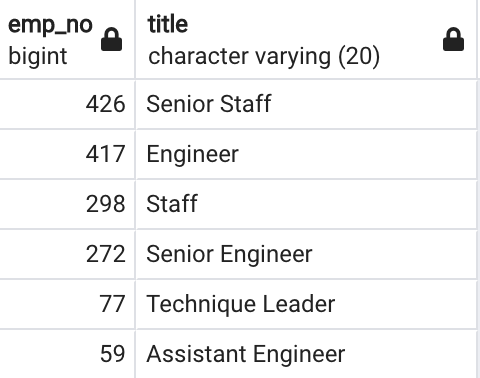 emp_no title
bigint character varying (20)
426 Senior Staff
417 Engineer
298 Staff
272 Senior Engineer
77 Technique Leader
59 Assistant Engineer